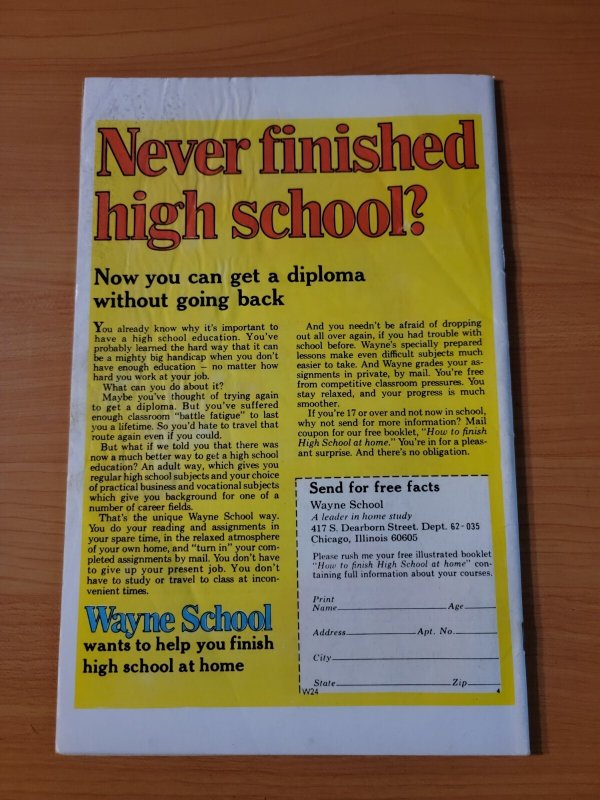 Never finished
high school?
Now you can get a diploma
without going back
You already know why it's important to
have a high school education. You've
probably learned the hard way that it can
be a mighty big handicap when you don't
have enough education – no matter how
hard you work at your job.
What can you do about it?
Maybe you've thought of trying again
to get a diploma. But you've suffered
enough classroom "battle fatigue" to last
you a lifetime. So you'd hate to travel that
route again even if you could.
But what if we told you that there was
now a much better way to get a high school
education? An adult way, which gives you
regular high school subjects and your choice
of practical business and vocational subjects
which give you background for one of a
number of career fields.
That's the unique Wayne School way.
You do your reading and assignments in
your spare time, in the relaxed atmosphere
of your own home, and "turn in" your com-
pleted assignments by mail. You don't have
to give up your present job. You don't
have to study or travel to class at incon-
venient times.
Wayne School
wants to help you finish
high school at home
And you needn't be afraid of dropping
out all over again, if you had trouble with
school before. Wayne's specially prepared
lessons make even difficult subjects much
easier to take. And Wayne grades your as-
signments in private, by mail. You're free
from competitive classroom pressures. You
stay relaxed, and your progress is much
smoother.
If you're 17 or over and not now in school,
why not send for more information? Mail
coupon for our free booklet, "How to finish
High School at home." You're in for a pleas-
ant surprise. And there's no obligation.
Send for free facts
Wayne School
A leader in home study
417 S. Dearborn Street. Dept. 62-035
Chicago, Illinois 60605
Please rush me your free illustrated booklet
"How to finish High School at home" con-
taining full information about your courses.
Print
Name Age
Address Apt. No.
City
State Zip
W24 4